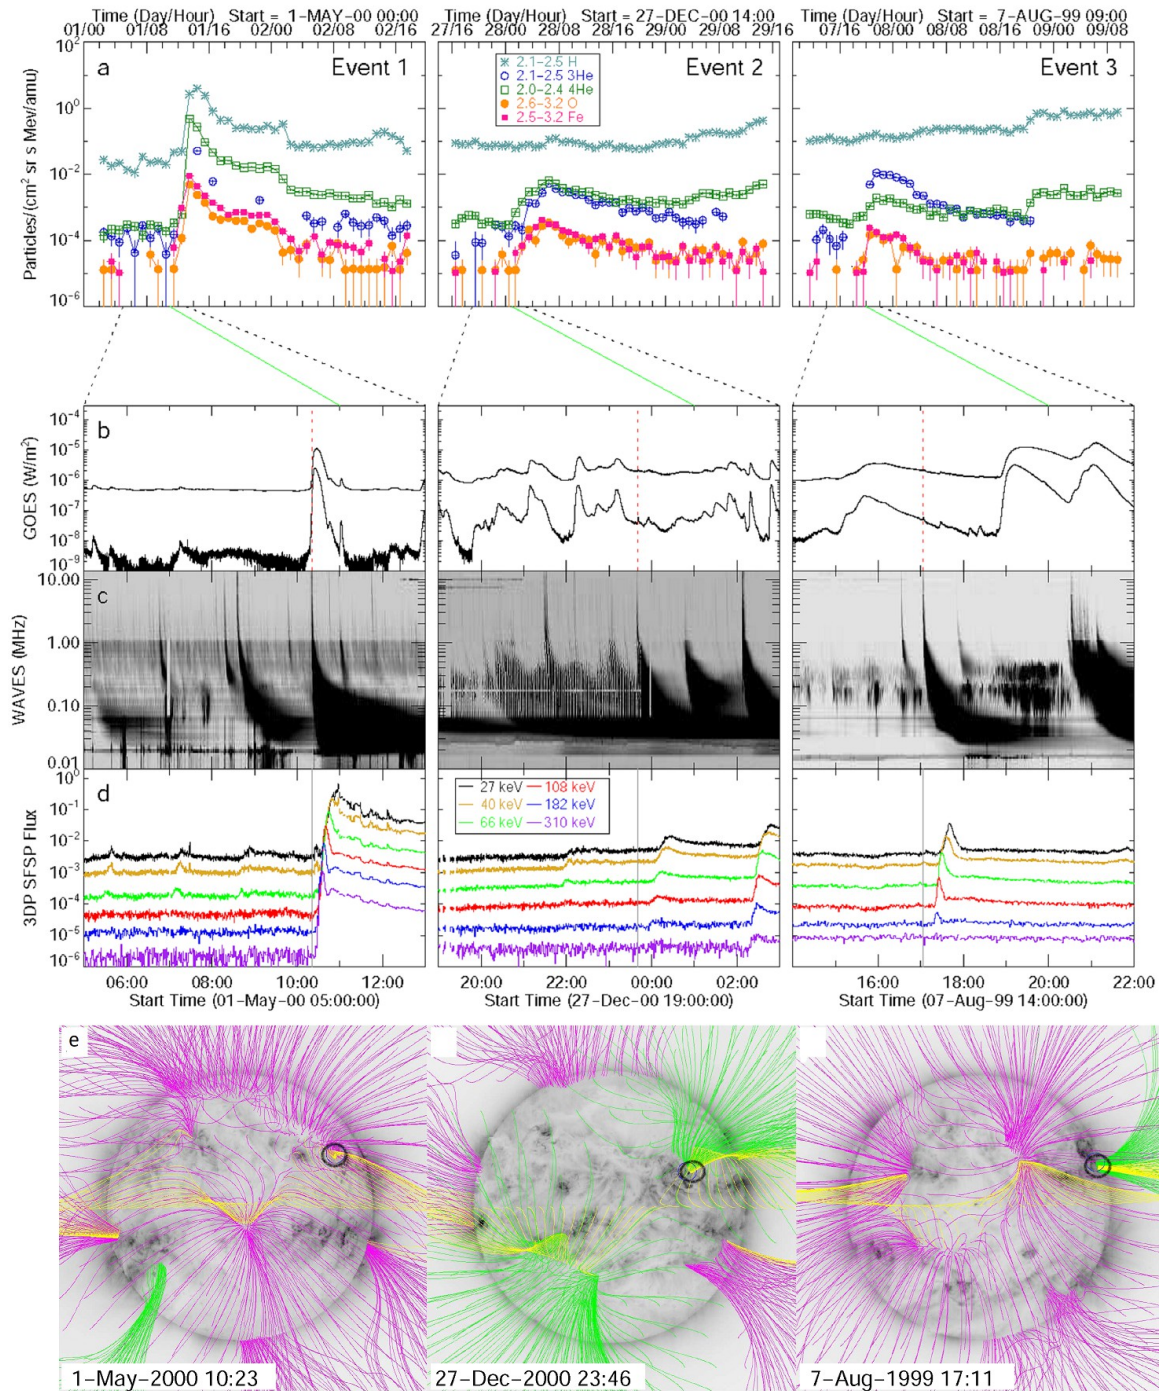 Time (Day/Hour) Start = 1-MAY-00 00:00
01/00 01/08 01/16 02/00 02/08 02/16
Time (Day/Hour) Start = 27-DEC-00 14:00
27/16 28/00 28/08 28/16 29/00 29/08 29/16
Time (Day/Hour) Start = 7-AUG-99 09:00
07/16 08/00 08/08 08/16 09/00 09/08
a
Event 1
Event 2
Event 3
2.1-2.5 H
2.1-2.5 3He
2.0-2.4 4He
2.6-3.2 O
2.5-3.2 Fe
Particles/(cm² sr s Mev/amu)
10²
10⁰
10⁻²
10⁻⁴
10⁻⁶
b
GOES (W/m²)
10⁻⁴
10⁻⁵
10⁻⁶
10⁻⁷
10⁻⁸
10⁻⁹
c
WAVES (MHz)
10.00
1.00
0.10
0.01
d
3DP SFSP Flux
10⁰
10⁻¹
10⁻²
10⁻³
10⁻⁴
10⁻⁵
10⁻⁶
27 keV 108 keV
40 keV 182 keV
66 keV 310 keV
06:00 08:00 10:00 12:00
Start Time (01-May-00 05:00:00)
20:00 22:00 00:00 02:00
Start Time (27-Dec-00 19:00:00)
16:00 18:00 20:00 22:00
Start Time (07-Aug-99 14:00:00)
e
1-May-2000 10:23
27-Dec-2000 23:46
7-Aug-1999 17:11